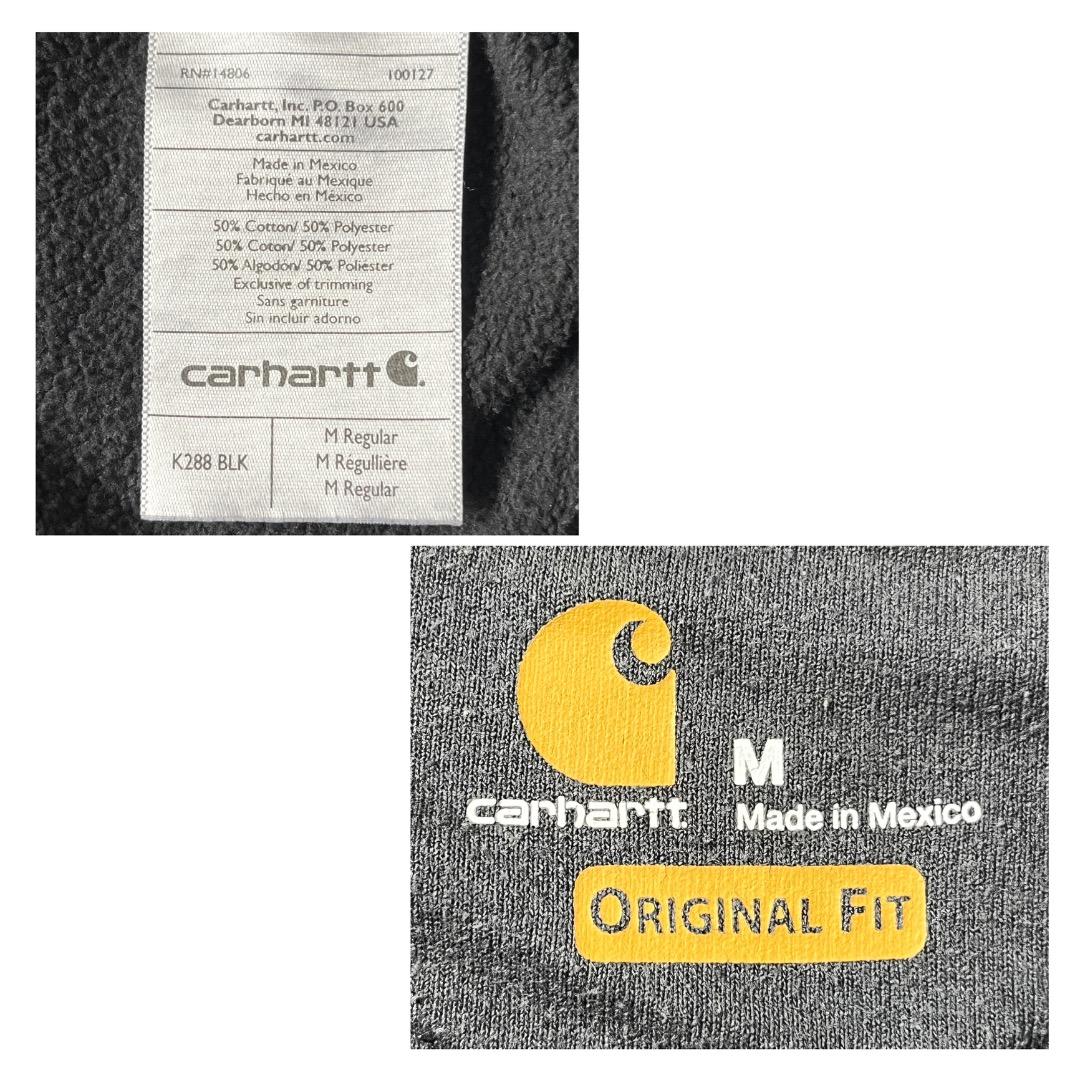 RN#14806 100127
Carhartt, Inc. P.O. Box 600
Dearborn MI 48121 USA
carhartt.com
Made in Mexico
Fabriqué au Mexique
Hecho en México
50% Cotton/ 50% Polyester
50% Coton/ 50% Polyester
50% Algodón/ 50% Poliéster
Exclusive of trimming
Sans garniture
Sin incluir adorno
carhartt
K288 BLK
M Regular
M Régullière
M Regular
M
carhartt
Made in Mexico
ORIGINAL FIT